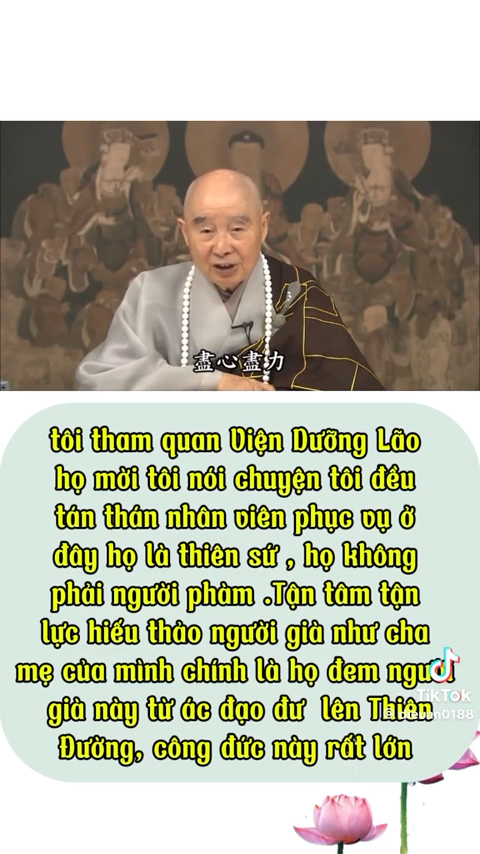 盡心盡力
tôi tham quan Viện Dưỡng Lão
họ mời tôi nói chuyện tôi đều
tán thán nhân viên phục vụ ở
đây họ là thiên sứ , họ không
phải người phàm .Tận tâm tận
lực hiếu thảo người già như cha
mẹ của mình chính là họ đem người
già này từ ác đạo đư lên Thiên
Đường, công đức này rất lớn
TikTok